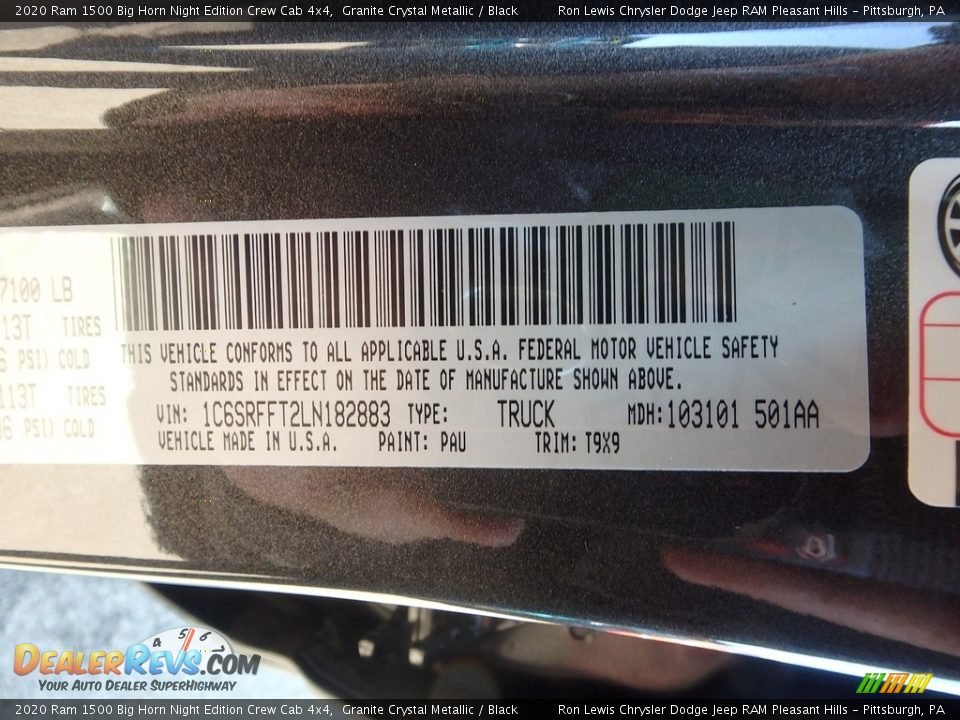 2020 Ram 1500 Big Horn Night Edition Crew Cab 4x4, Granite Crystal Metallic / Black Ron Lewis Chrysler Dodge Jeep RAM Pleasant Hills – Pittsburgh, PA
7100 LB
113T TIRES
PSI) COLD
113T TIRES
PSI) COLD
THIS VEHICLE CONFORMS TO ALL APPLICABLE U.S.A. FEDERAL MOTOR VEHICLE SAFETY
STANDARDS IN EFFECT ON THE DATE OF MANUFACTURE SHOWN ABOVE.
VIN: 1C6SRFFT2LN182883 TYPE: TRUCK MDH:103101 501AA
VEHICLE MADE IN U.S.A. PAINT: PAU TRIM: T9X9
4 5 6
DEALERREVS.COM
YOUR AUTO DEALER SUPERHIGHWAY
2020 Ram 1500 Big Horn Night Edition Crew Cab 4x4, Granite Crystal Metallic / Black Ron Lewis Chrysler Dodge Jeep RAM Pleasant Hills – Pittsburgh, PA